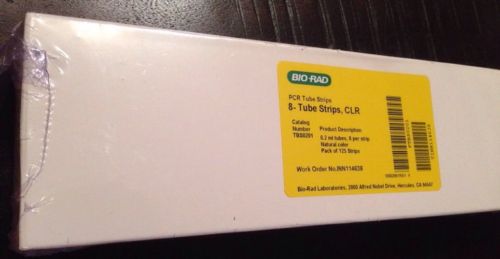 BIO-RAD
PCR Tube Strips
8- Tube Strips, CLR
Catalog
Number Product Description
TBS0201 0.2 ml tubes, 8 per strip
Natural color
Pack of 125 Strips
Work Order No.
Bio-Rad Laboratories, 2000 Alfred Nobel Drive, Hercules, CA 94547